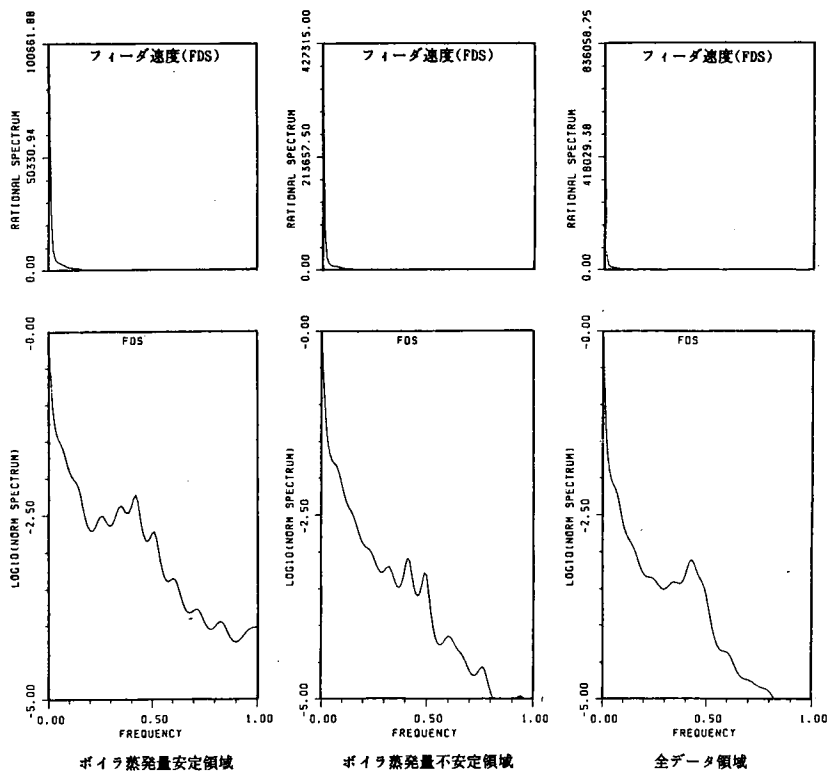 フィーダ速度(FDS)
RATIONAL SPECTRUM
0.00
50330.94
100661.88
フィーダ速度(FDS)
RATIONAL SPECTRUM
0.00
213657.50
427315.00
フィーダ速度(FDS)
RATIONAL SPECTRUM
0.00
418029.38
836058.75
FDS
LOG10(NORM SPECTRUM)
-5.00
-2.50
-0.00
0.00
0.50
1.00
FREQUENCY
ボイラ蒸発量安定領域
FDS
LOG10(NORM SPECTRUM)
-5.00
-2.50
-0.00
0.00
0.50
1.00
FREQUENCY
ボイラ蒸発量不安定領域
FDS
LOG10(NORM SPECTRUM)
-5.00
-2.50
-0.00
0.00
0.50
1.00
FREQUENCY
全データ領域